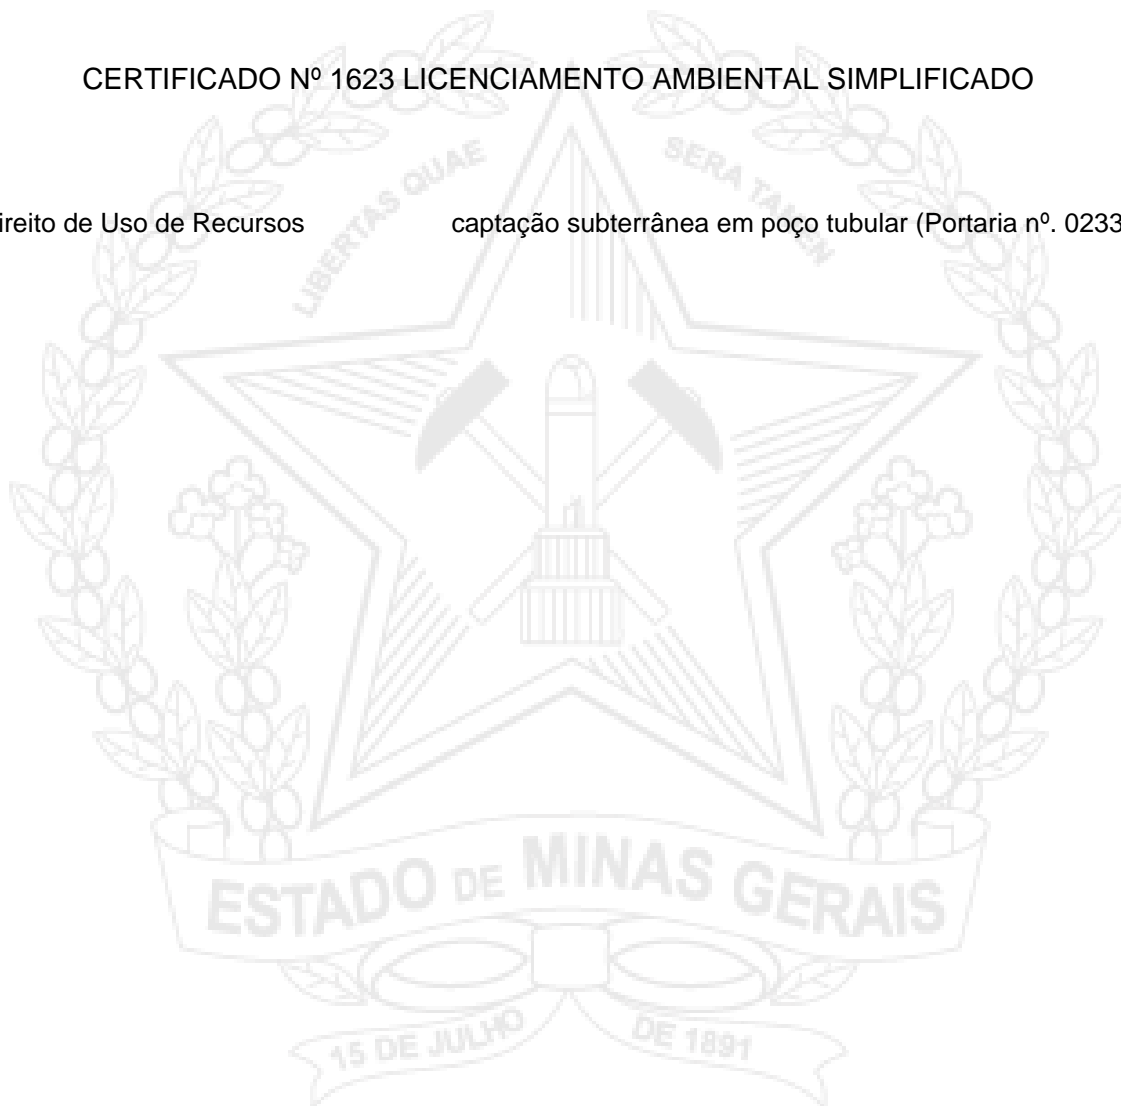 CERTIFICADO Nº 1623 LICENCIAMENTO AMBIENTAL SIMPLIFICADO
LIBERTAS QUAE SERA TAMEN
ireito de Uso de Recursos captação subterrânea em poço tubular (Portaria nº. 0233
ESTADO DE MINAS GERAIS
15 DE JULHO DE 1891